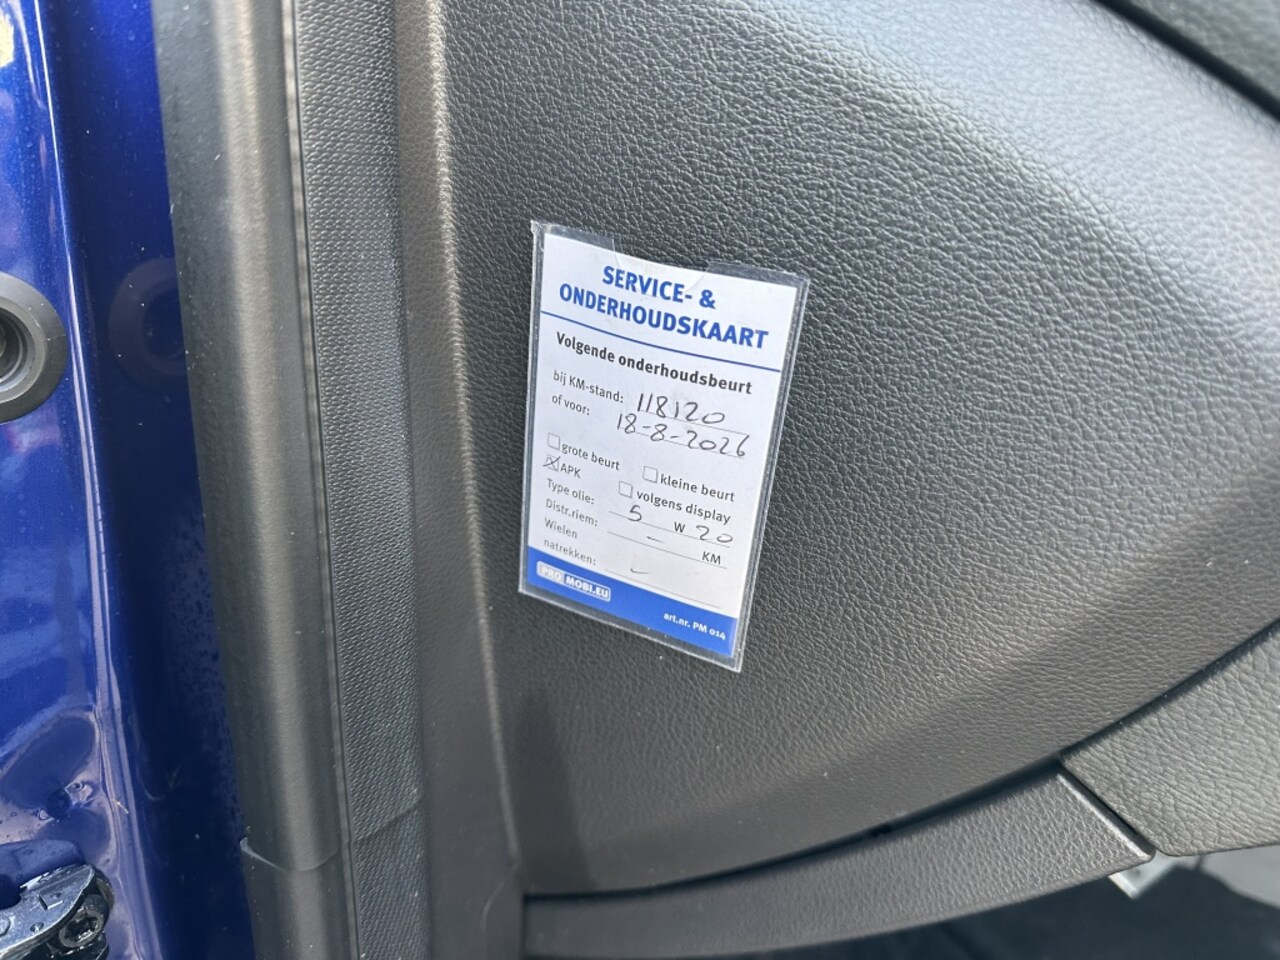 SERVICE- &
ONDERHOUDSKAART
Volgende onderhoudsbeurt
bij KM-stand: 118120
of voor: 18-8-2026
grote beurt kleine beurt
APK volgens display
Type olie: 5 W 20
Distr.riem: – KM
Wielen
natrekken:
PRO MOBI.EU art.nr. PM 014